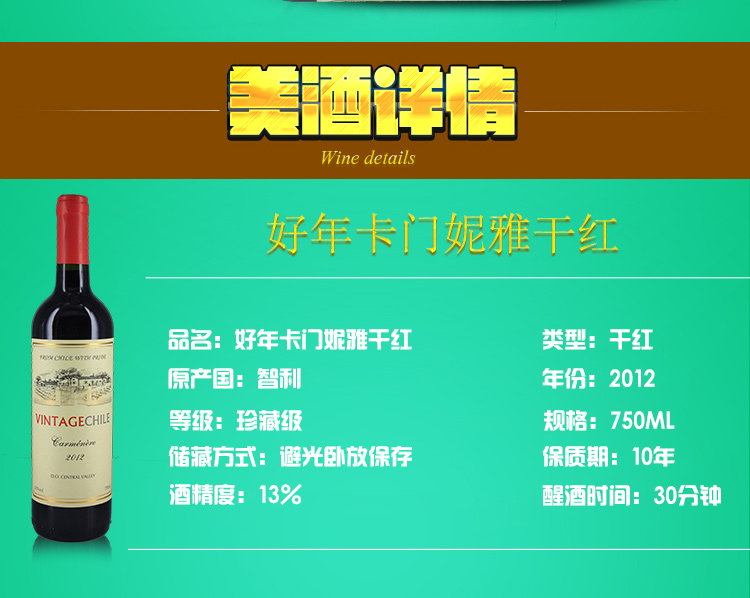 美酒详情
Wine details
好年卡门妮雅干红
品名：好年卡门妮雅干红
类型：干红
原产国：智利
年份：2012
等级：珍藏级
规格：750ML
储藏方式：避光卧放保存
保质期：10年
酒精度：13%
醒酒时间：30分钟
FROM CHILE WITH PRIDE
VINTAGECHILE
Carménère
2012
D.O. CENTRAL VALLEY